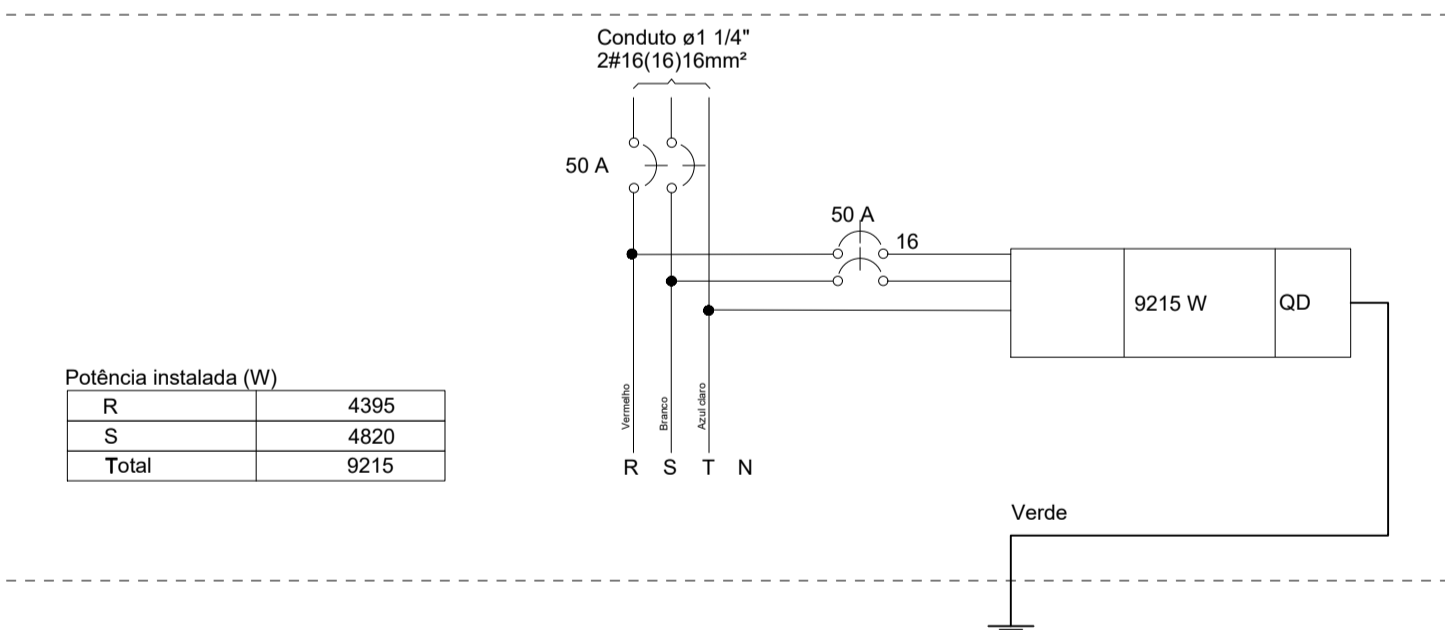 Conduto ø1 1/4"
2#16(16)16mm²
50 A
50 A
16
9215 W QD
Potência instalada (W)
R 4395
S 4820
Total 9215
Vermelho
Branco
Azul claro
R S T N
Verde